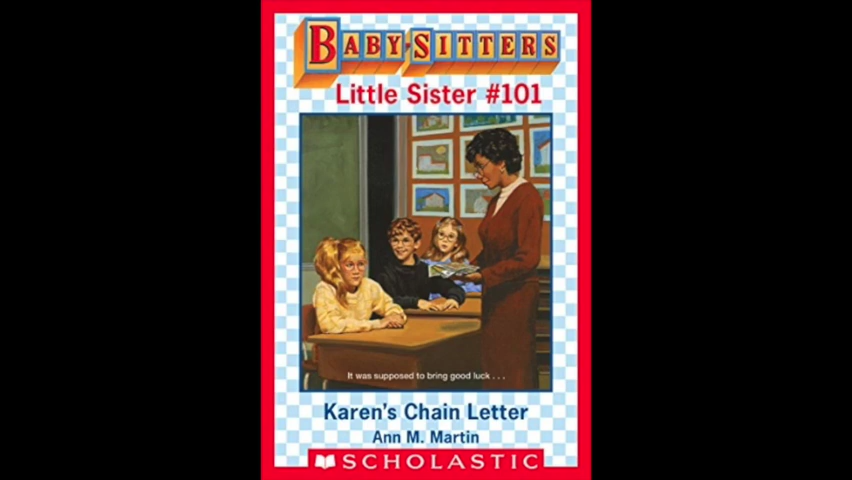 BABY-SITTERS
Little Sister #101
It was supposed to bring good luck . . .
Karen's Chain Letter
Ann M. Martin
SCHOLASTIC